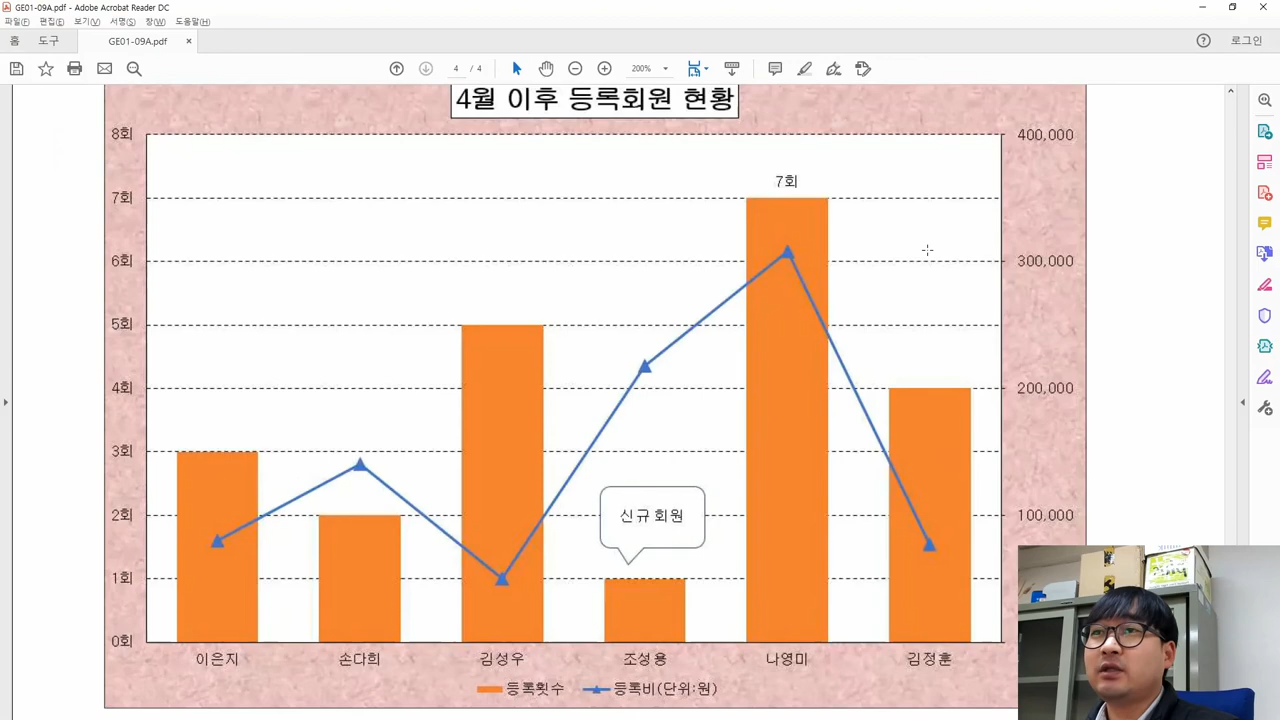 GE01-09A.pdf - Adobe Acrobat Reader DC
파일(F) 편집(E) 보기(V) 서명(S) 창(W) 도움말(H)
홈 도구 GE01-09A.pdf × 로그인
4 / 4 200%
4월 이후 등록회원 현황
8회 400,000
7회
7회
6회 300,000
5회
4회 200,000
3회
2회 신규회원 100,000
1회
0회
이은지 손다희 김성우 조성용 나영미 김정훈
등록횟수 등록비(단위:원)